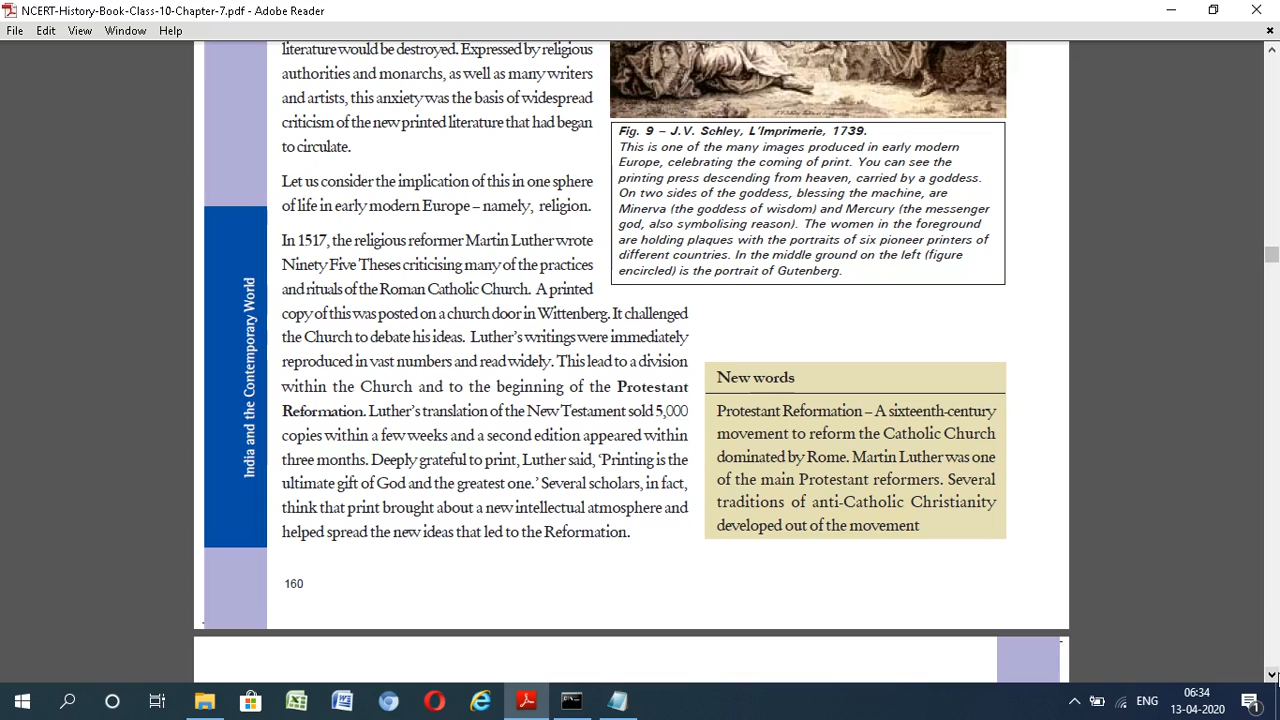 NCERT-History-Book-Class-10-Chapter-7.pdf - Adobe Reader
File Edit View Window Help
literature would be destroyed. Expressed by religious
authorities and monarchs, as well as many writers
and artists, this anxiety was the basis of widespread
criticism of the new printed literature that had began
to circulate.
Let us consider the implication of this in one sphere
of life in early modern Europe – namely, religion.
In 1517, the religious reformer Martin Luther wrote
Ninety Five Theses criticising many of the practices
and rituals of the Roman Catholic Church. A printed
copy of this was posted on a church door in Wittenberg. It challenged
the Church to debate his ideas. Luther's writings were immediately
reproduced in vast numbers and read widely. This lead to a division
within the Church and to the beginning of the Protestant
Reformation. Luther's translation of the New Testament sold 5,000
copies within a few weeks and a second edition appeared within
three months. Deeply grateful to print, Luther said, 'Printing is the
ultimate gift of God and the greatest one.' Several scholars, in fact,
think that print brought about a new intellectual atmosphere and
helped spread the new ideas that led to the Reformation.
Fig. 9 – J.V. Schley, L'Imprimerie, 1739.
This is one of the many images produced in early modern
Europe, celebrating the coming of print. You can see the
printing press descending from heaven, carried by a goddess.
On two sides of the goddess, blessing the machine, are
Minerva (the goddess of wisdom) and Mercury (the messenger
god, also symbolising reason). The women in the foreground
are holding plaques with the portraits of six pioneer printers of
different countries. In the middle ground on the left (figure
encircled) is the portrait of Gutenberg.
New words
Protestant Reformation – A sixteenth-century
movement to reform the Catholic Church
dominated by Rome. Martin Luther was one
of the main Protestant reformers. Several
traditions of anti-Catholic Christianity
developed out of the movement
India and the Contemporary World
160
ENG
06:34
13-04-2020
1